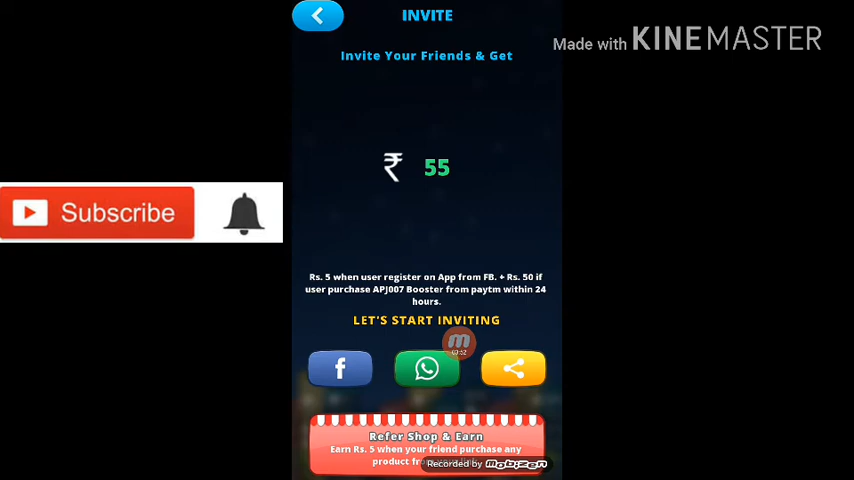 INVITE
Made with KINEMASTER
Invite Your Friends & Get
₹ 55
Subscribe
Rs. 5 when user register on App from FB. + Rs. 50 if
user purchase APJ007 Booster from paytm within 24
hours.
LET'S START INVITING
Refer Shop & Earn
Earn Rs. 5 when your friend purchase any
product
Recorded by mobizen